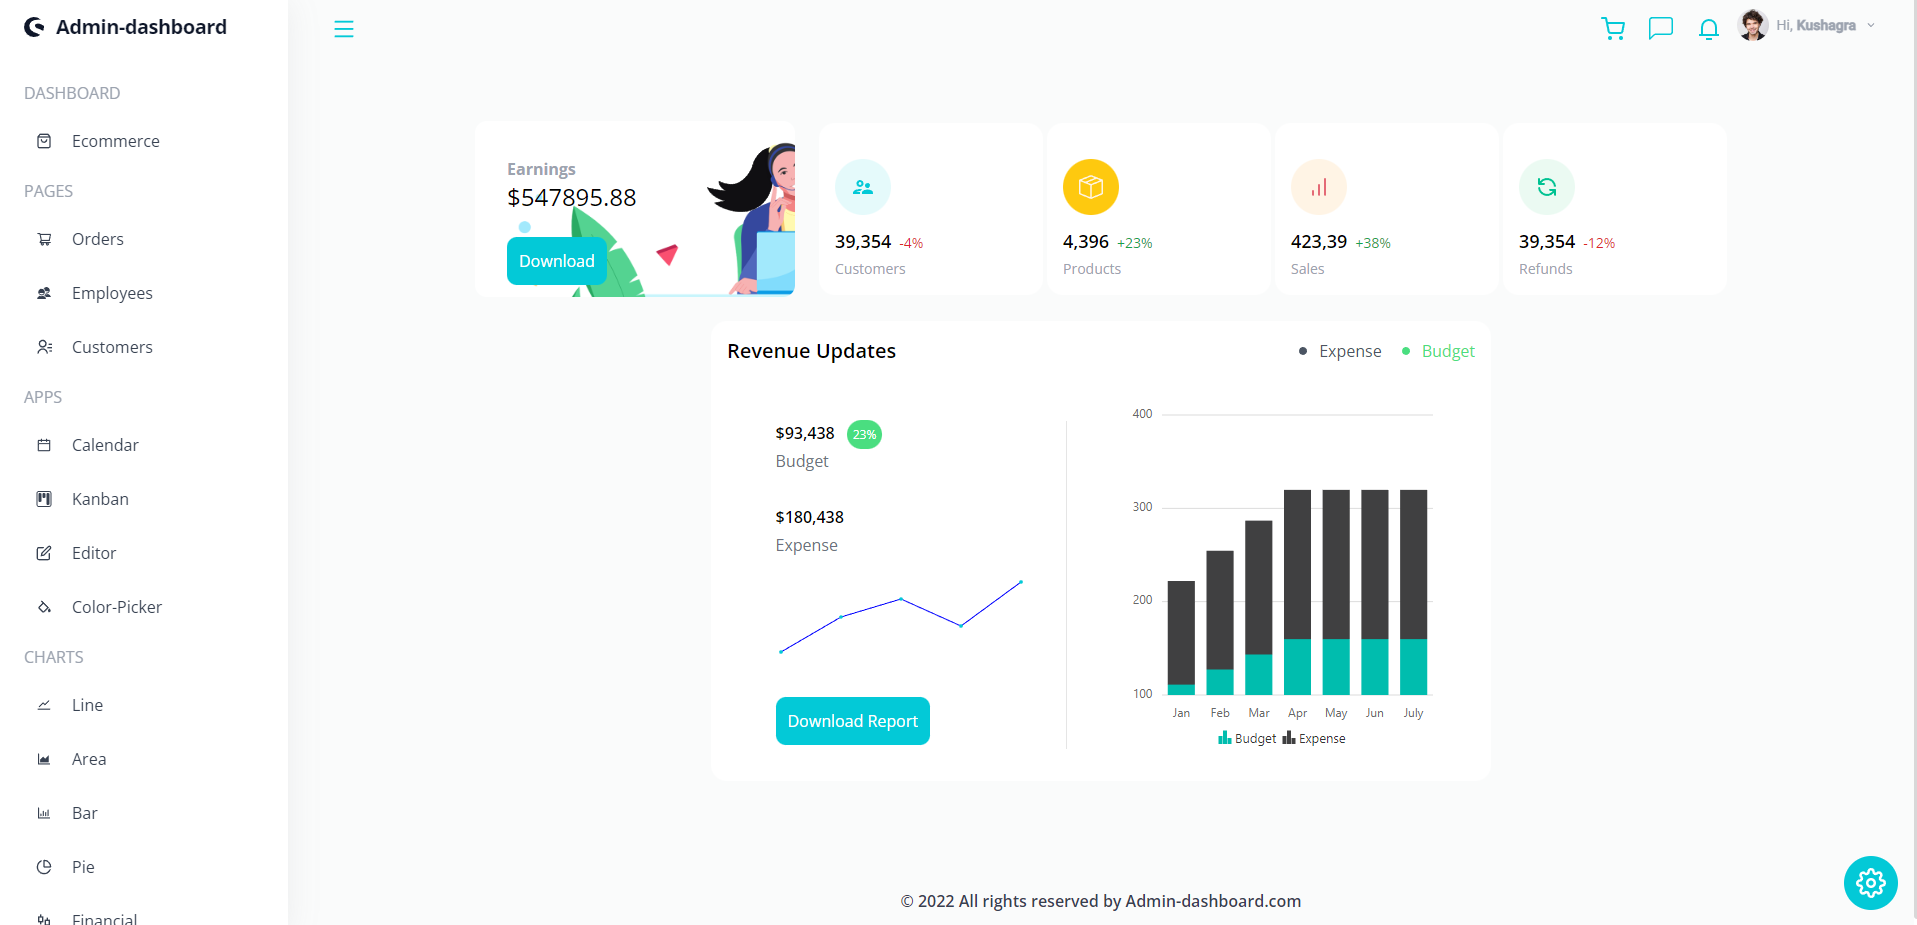 Admin-dashboard
Hi, Kushagra
DASHBOARD
Ecommerce
PAGES
Orders
Employees
Customers
APPS
Calendar
Kanban
Editor
Color-Picker
CHARTS
Line
Area
Bar
Pie
Financial
Earnings
$547895.88
Download
39,354 -4%
Customers
4,396 +23%
Products
423,39 +38%
Sales
39,354 -12%
Refunds
Revenue Updates
Expense
Budget
$93,438 23%
Budget
$180,438
Expense
Download Report
400
300
200
100
Jan Feb Mar Apr May Jun July
Budget Expense
© 2022 All rights reserved by Admin-dashboard.com